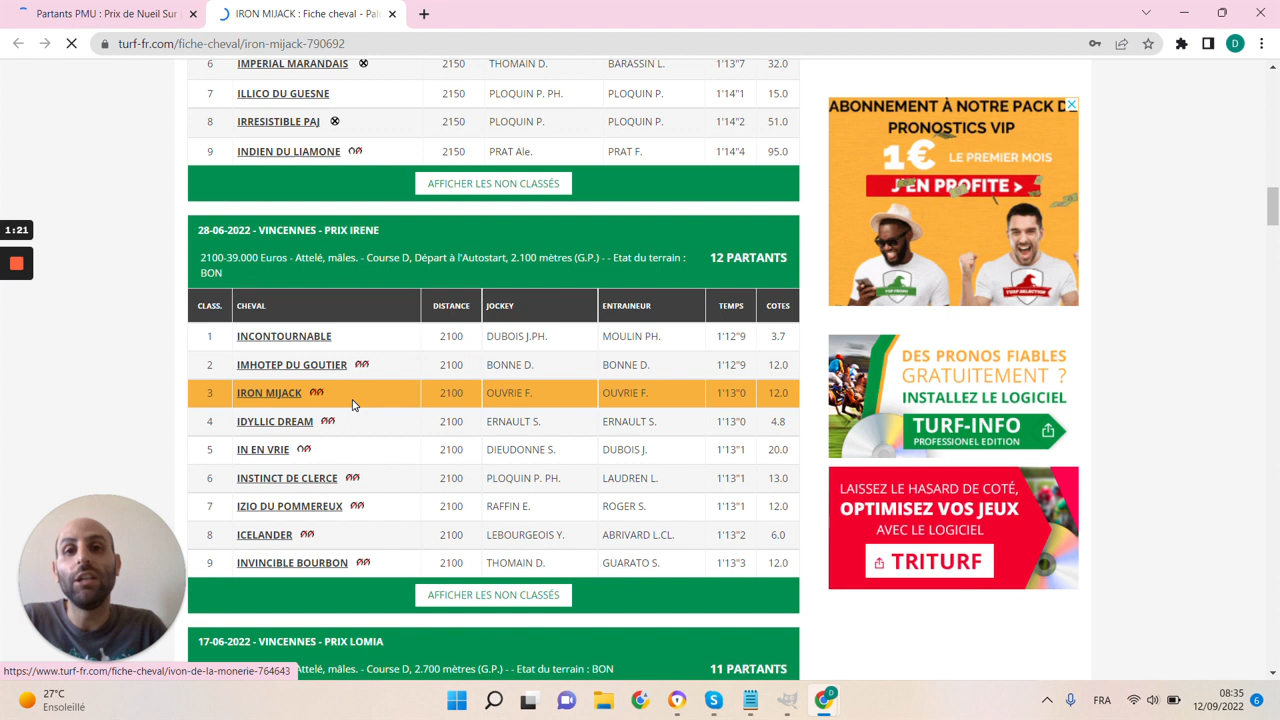 Partants PMU : Prix de Nueil Sur
IRON MIJACK : Fiche cheval - Pa
turf-fr.com/fiche-cheval/iron-mijack-790692
D
6 IMPERIAL MARANDAIS 2150 THOMAIN D. BARASSIN L. 1'13"7 32.0
7 ILLICO DU GUESNE 2150 PLOQUIN P. PH. PLOQUIN P. 1'14"1 15.0
8 IRRESISTIBLE PAJ 2150 PLOQUIN P. PLOQUIN P. 1'14"2 51.0
9 INDIEN DU LIAMONE 2150 PRAT Ale. PRAT F. 1'14"4 95.0
AFFICHER LES NON CLASSÉS
28-06-2022 - VINCENNES - PRIX IRENE
2100-39.000 Euros - Attelé, mâles. - Course D, Départ à l'Autostart, 2.100 mètres (G.P.) - - Etat du terrain :
BON
12 PARTANTS
CLASS. CHEVAL DISTANCE JOCKEY ENTRAINEUR TEMPS COTES
1 INCONTOURNABLE 2100 DUBOIS J.PH. MOULIN PH. 1'12"9 3.7
2 IMHOTEP DU GOUTIER 2100 BONNE D. BONNE D. 1'12"9 12.0
3 IRON MIJACK 2100 OUVRIE F. OUVRIE F. 1'13"0 12.0
4 IDYLLIC DREAM 2100 ERNAULT S. ERNAULT S. 1'13"0 4.8
5 IN EN VRIE 2100 DIEUDONNE S. DUBOIS J. 1'13"1 20.0
6 INSTINCT DE CLERCE 2100 PLOQUIN P. PH. LAUDREN L. 1'13"1 13.0
7 IZIO DU POMMEREUX 2100 RAFFIN E. ROGER S. 1'13"1 12.0
8 ICELANDER 2100 LEBOURGEOIS Y. ABRIVARD L.CL. 1'13"2 6.0
9 INVINCIBLE BOURBON 2100 THOMAIN D. GUARATO S. 1'13"3 12.0
AFFICHER LES NON CLASSÉS
17-06-2022 - VINCENNES - PRIX LOMIA
Attelé, mâles. - Course D, 2.700 mètres (G.P.) - - Etat du terrain : BON
11 PARTANTS
ABONNEMENT À NOTRE PACK DE
PRONOSTICS VIP
1€ LE PREMIER MOIS
J'EN PROFITE >
TURF SELECTION
DES PRONOS FIABLES
GRATUITEMENT ?
INSTALLEZ LE LOGICIEL
TURF-INFO
PROFESSIONEL EDITION
LAISSEZ LE HASARD DE COTÉ,
OPTIMISEZ VOS JEUX
AVEC LE LOGICIEL
TRITURF
1:21
https://www.turf-fr.com/fiche-cheval/ivon-de-la-monerie-764643
27°C
Ensoleillé
FR
08:35
12/09/2022
6